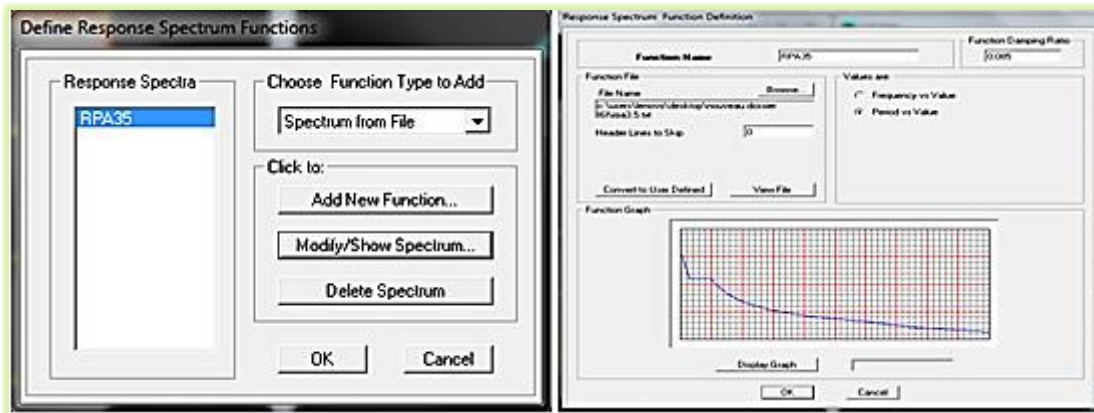 Define Response Spectrum Functions
Response Spectra
RPA35
Choose Function Type to Add
Spectrum from File
Click to:
Add New Function...
Modify/Show Spectrum...
Delete Spectrum
OK
Cancel
Response Spectrum Function Definition
Function Name
RPA35
Function Damping Ratio
Function File
File Name
Browse...
Header Lines to Skip
0
Convert to User Defined
View File
Values are:
Frequency vs Value
Period vs Value
Function Graph
Display Graph
OK
Cancel